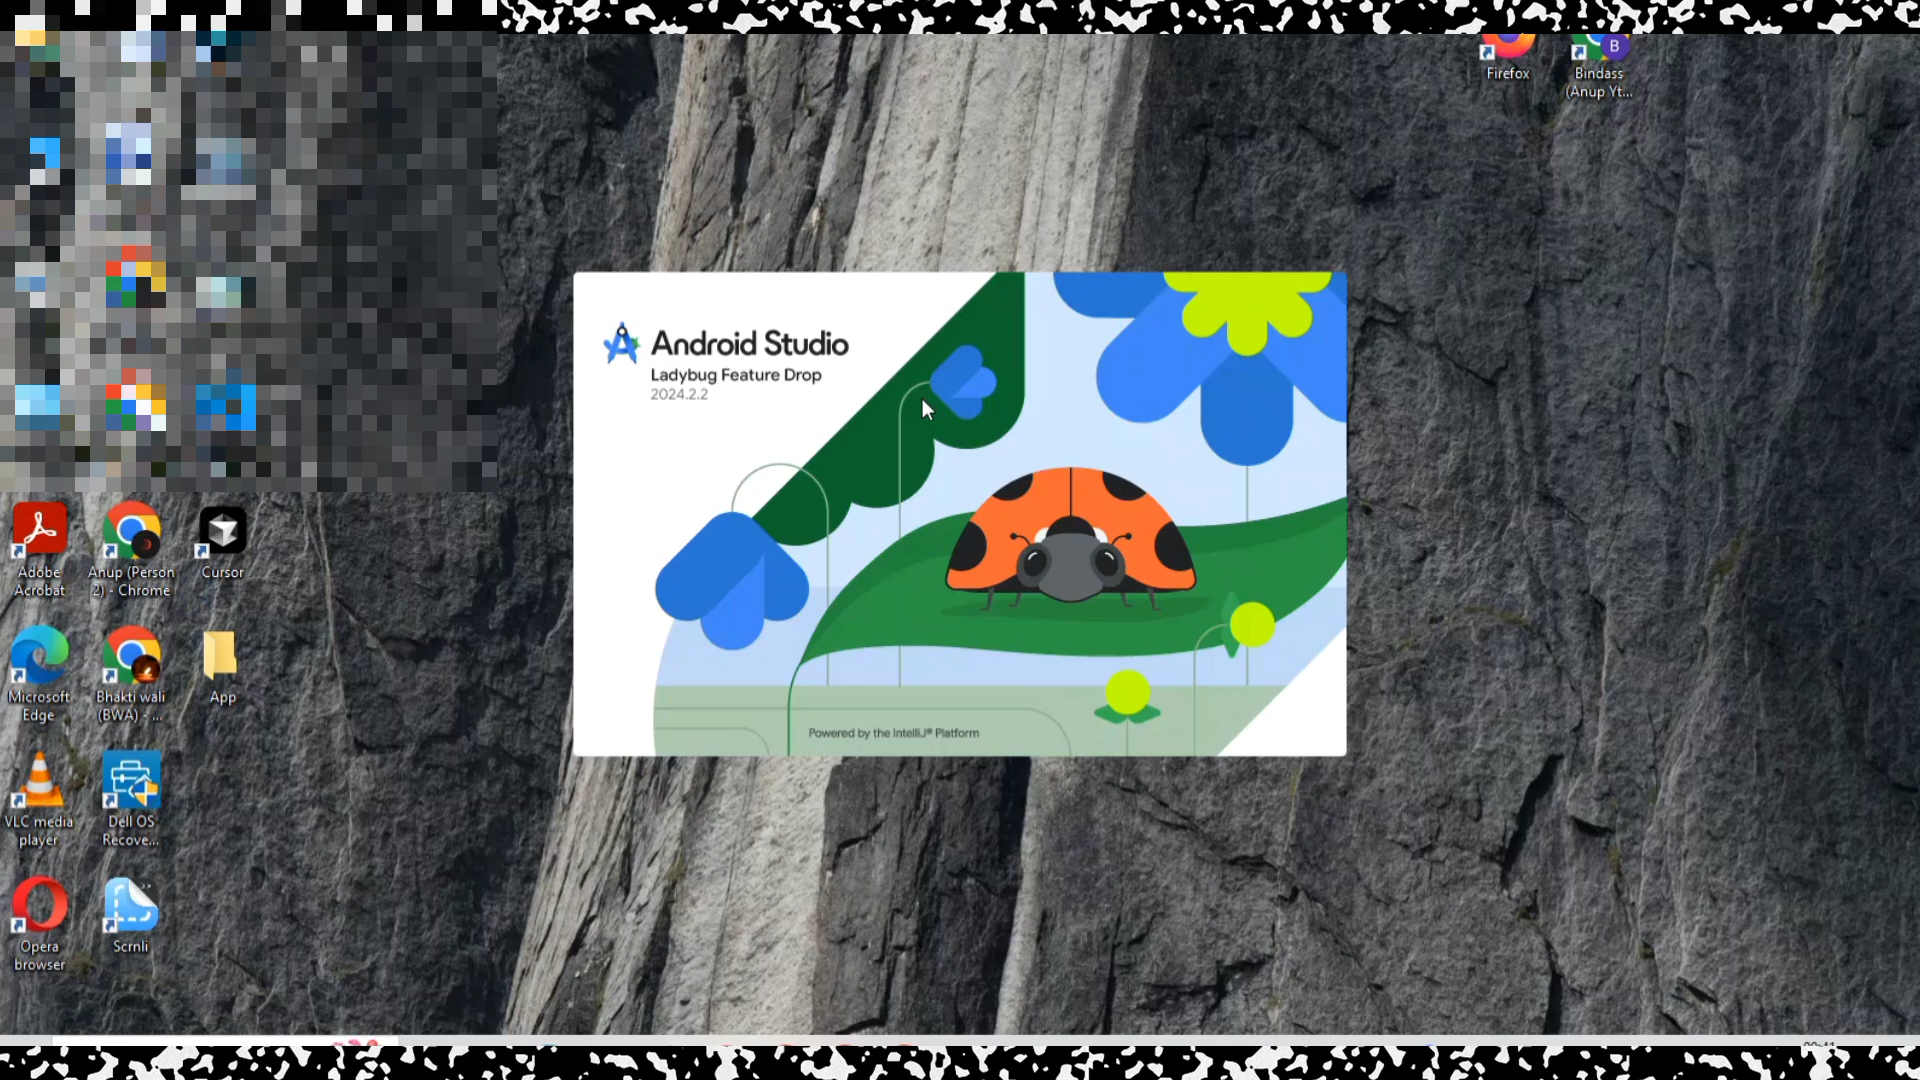 Firefox
Bindass
(Anup Yt...
Android Studio
Ladybug Feature Drop
2024.2.2
Powered by the IntelliJ® Platform
Adobe
Acrobat
Anup (Person
2) - Chrome
Cursor
Microsoft
Edge
Bhakti wali
(BWA) - ...
App
VLC media
player
Dell OS
Recove...
Opera
browser
Scrnli